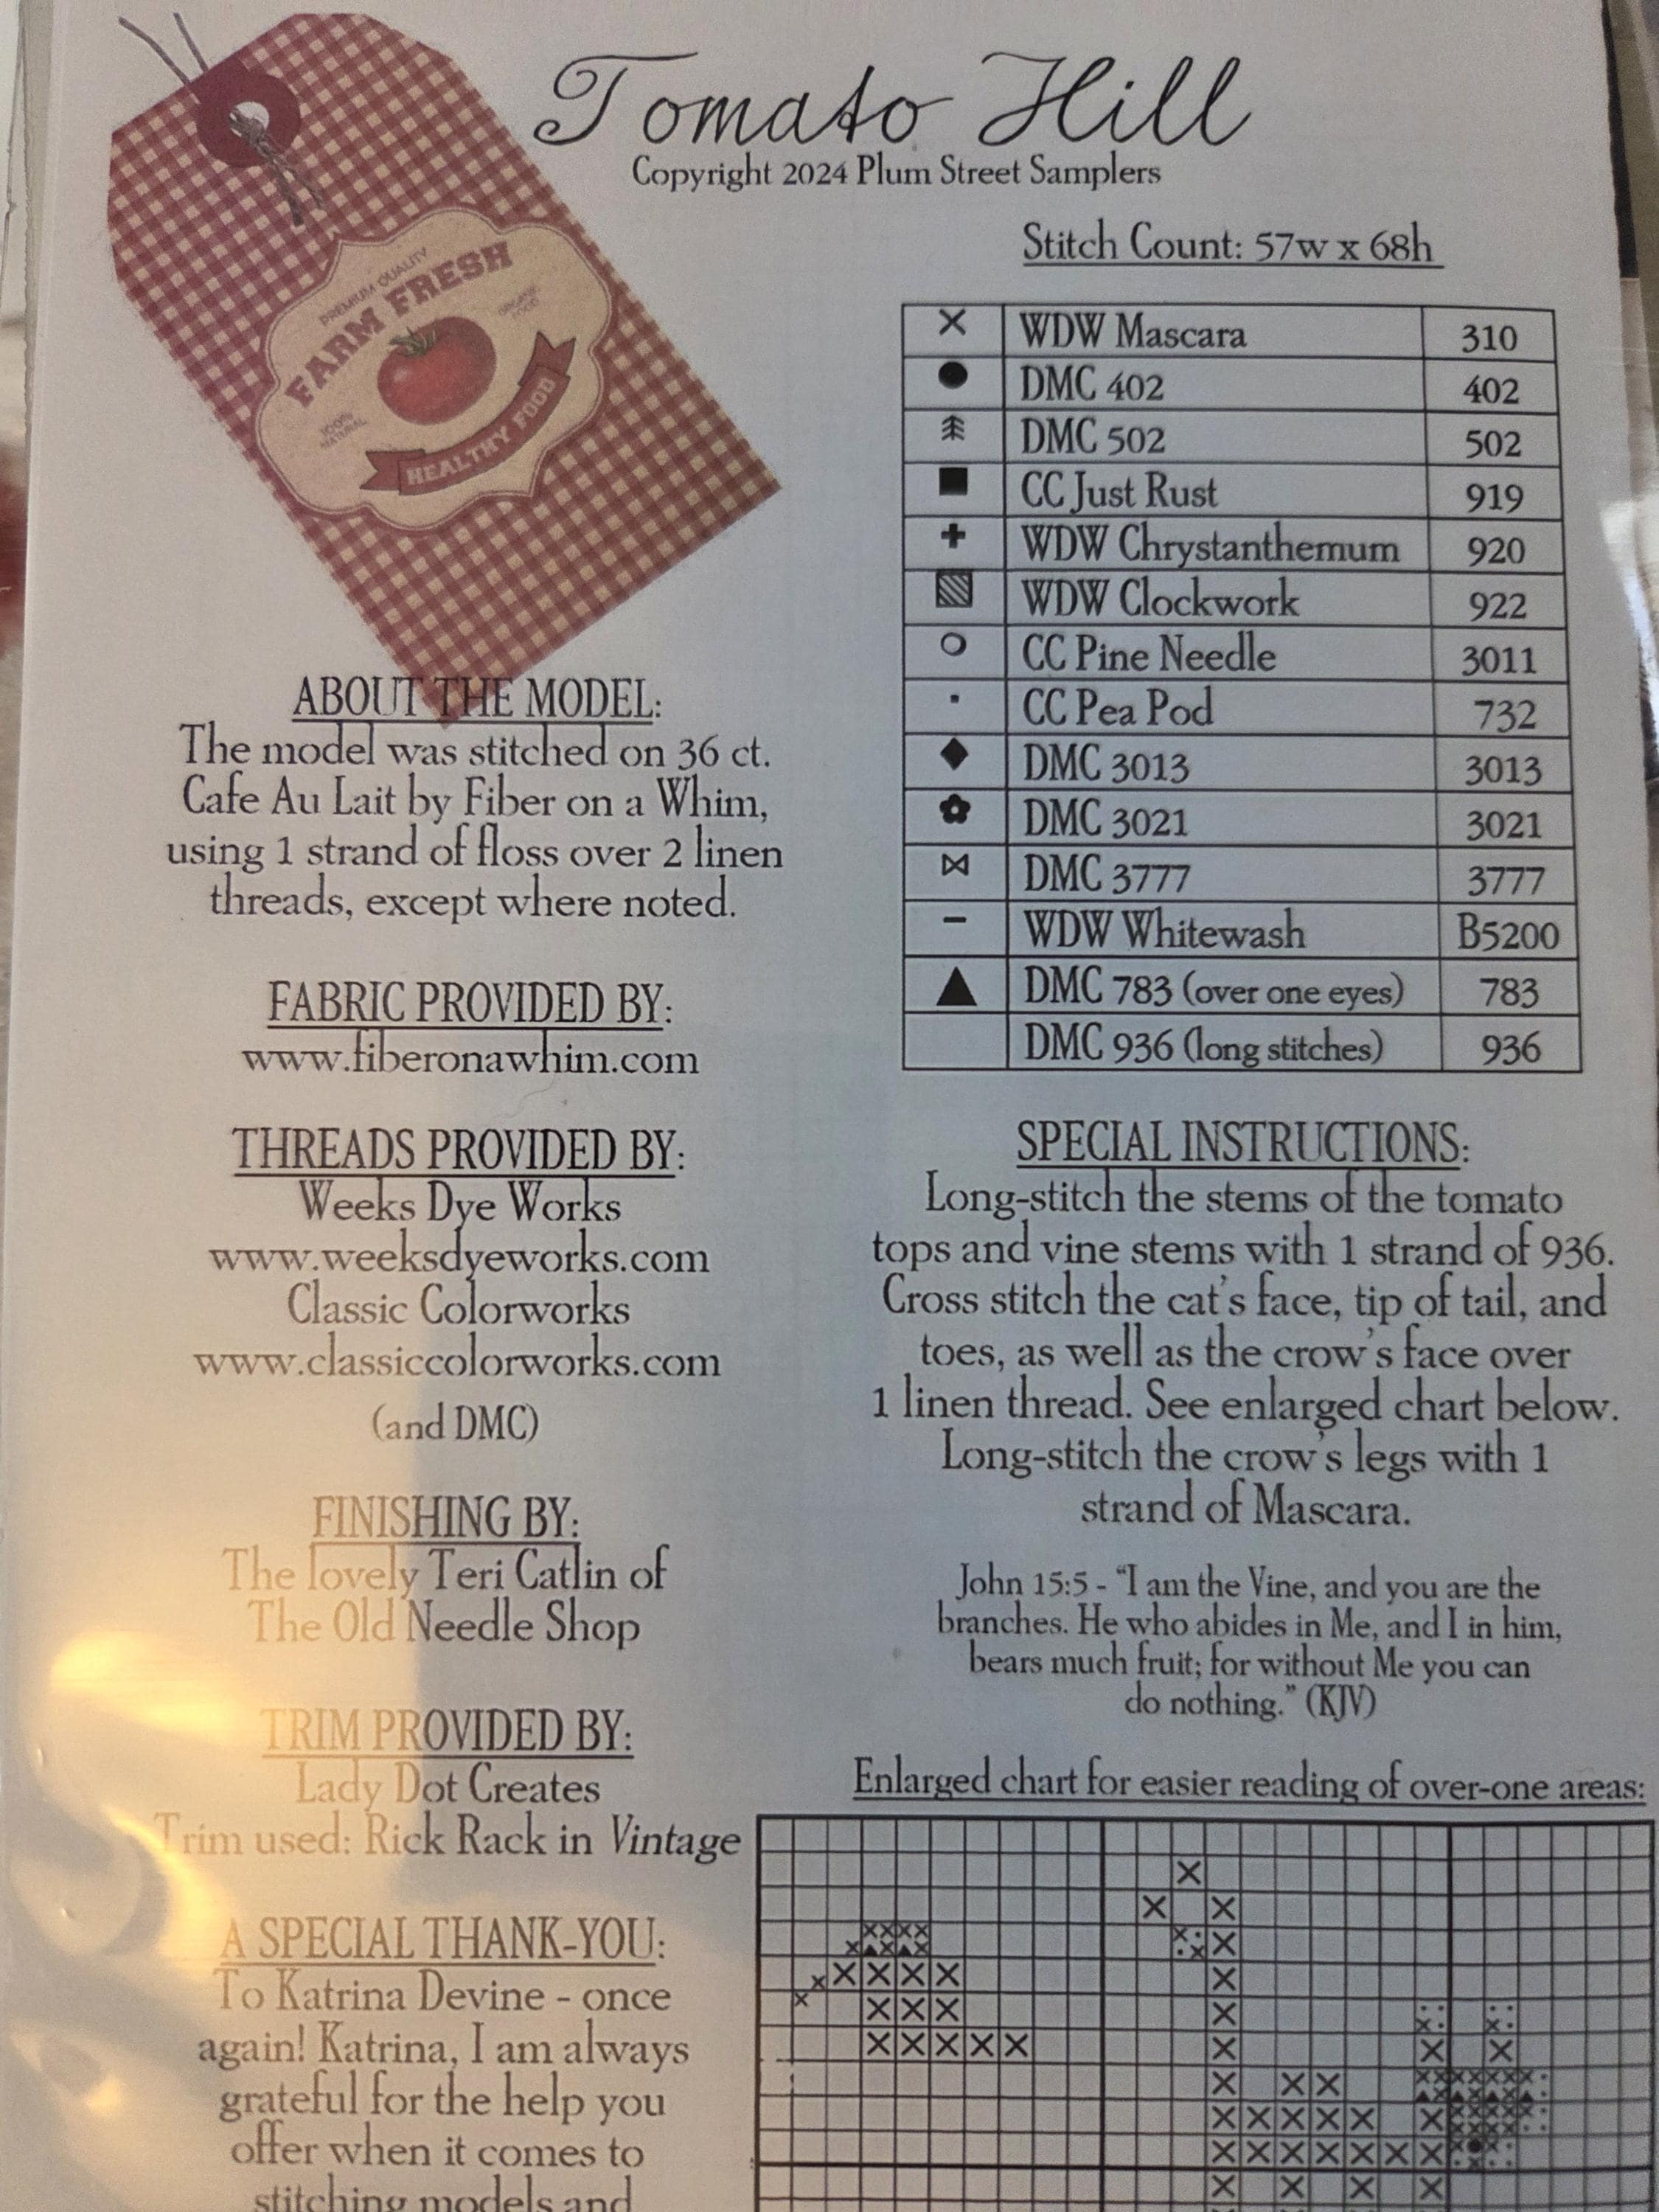 Tomato Hill
Copyright 2024 Plum Street Samplers
PREMIUM QUALITY
FARM FRESH
ORGANIC FOOD
100% NATURAL
HEALTHY FOOD
Stitch Count: 57w x 68h
WDW Mascara 310
DMC 402 402
DMC 502 502
CC Just Rust 919
WDW Chrystanthemum 920
WDW Clockwork 922
CC Pine Needle 3011
CC Pea Pod 732
DMC 3013 3013
DMC 3021 3021
DMC 3777 3777
WDW Whitewash B5200
DMC 783 (over one eyes) 783
DMC 936 (long stitches) 936
ABOUT THE MODEL:
The model was stitched on 36 ct.
Cafe Au Lait by Fiber on a Whim,
using 1 strand of floss over 2 linen
threads, except where noted.
FABRIC PROVIDED BY:
www.fiberonawhim.com
THREADS PROVIDED BY:
Weeks Dye Works
www.weeksdyeworks.com
Classic Colorworks
www.classiccolorworks.com
(and DMC)
FINISHING BY:
The lovely Teri Catlin of
The Old Needle Shop
TRIM PROVIDED BY:
Lady Dot Creates
Trim used: Rick Rack in Vintage
A SPECIAL THANK-YOU:
To Katrina Devine - once
again! Katrina, I am always
grateful for the help you
offer when it comes to
stitching models and
SPECIAL INSTRUCTIONS:
Long-stitch the stems of the tomato
tops and vine stems with 1 strand of 936.
Cross stitch the cat's face, tip of tail, and
toes, as well as the crow's face over
1 linen thread. See enlarged chart below.
Long-stitch the crow's legs with 1
strand of Mascara.
John 15:5 - "I am the Vine, and you are the
branches. He who abides in Me, and I in him,
bears much fruit; for without Me you can
do nothing." (KJV)
Enlarged chart for easier reading of over-one areas: